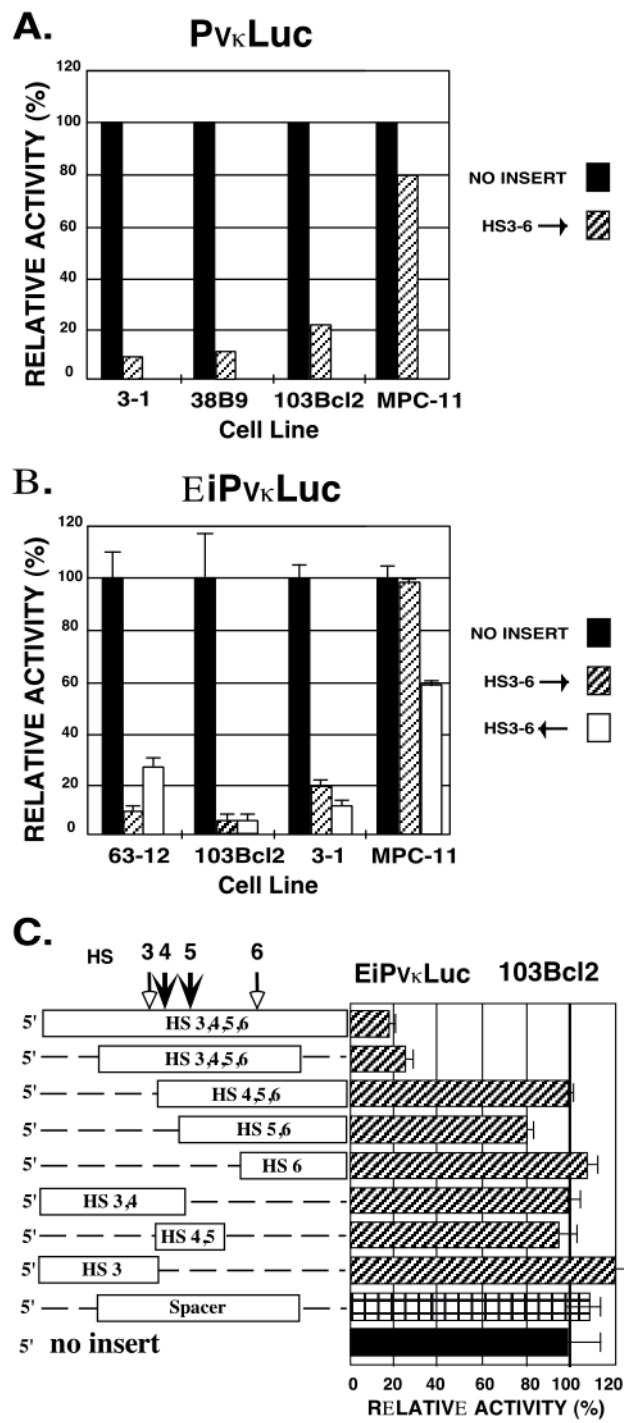 A.
PVκLuc
RELATIVE ACTIVITY (%)
120
100
80
60
40
20
0
3-1 38B9 103Bcl2 MPC-11
Cell Line
NO INSERT
HS3-6 →
B.
EiPVκLuc
RELATIVE ACTIVITY (%)
120
100
80
60
40
20
0
63-12 103Bcl2 3-1 MPC-11
Cell Line
NO INSERT
HS3-6 →
HS3-6 ←
C.
HS 3 4 5 6
EiPVκLuc 103Bcl2
5' HS 3,4,5,6
5' HS 3,4,5,6
5' HS 4,5,6
5' HS 5,6
5' HS 6
5' HS 3,4
5' HS 4,5
5' HS 3
5' Spacer
5' no insert
0 20 40 60 80 100 120
RELATIVE ACTIVITY (%)